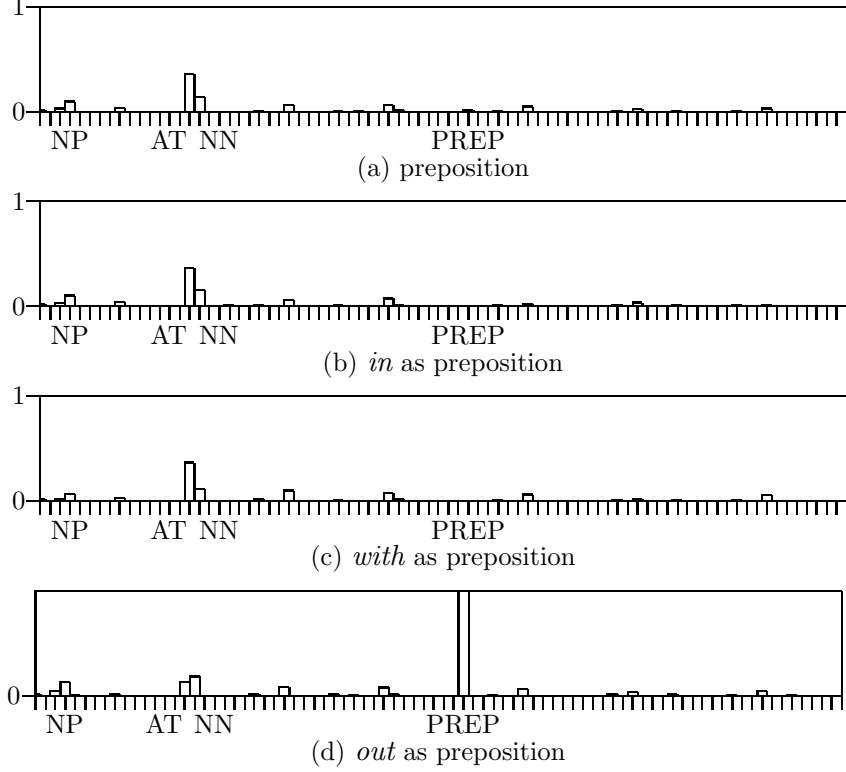 1
0
NP AT NN PREP
(a) preposition
1
0
NP AT NN PREP
(b) in as preposition
1
0
NP AT NN PREP
(c) with as preposition
0
NP AT NN PREP
(d) out as preposition